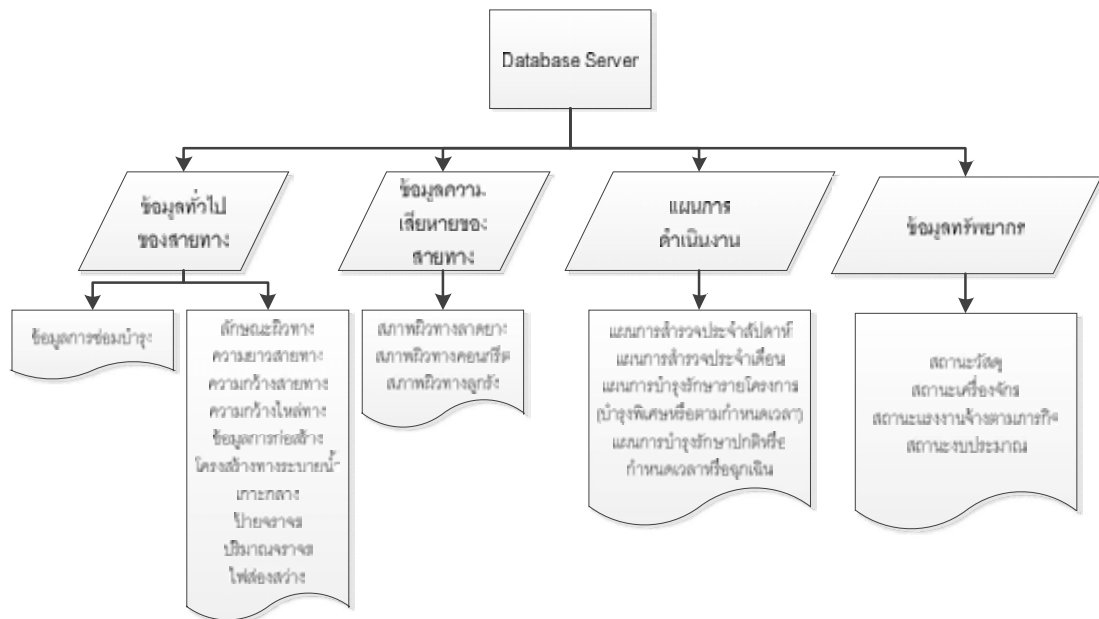 Database Server
ข้อมูลทั่วไป
ของสายทาง
ข้อมูลความ
เสียหายของ
สายทาง
แผนการ
ดำเนินงาน
ข้อมูลทรัพยากร
ข้อมูลการซ่อมบำรุง
ลักษณะผิวทาง
ความยาวสายทาง
ความกว้างสายทาง
ความกว้างไหล่ทาง
ข้อมูลการก่อสร้าง
โครงสร้างทางระบายน้ำ
เกาะกลาง
ป้ายจราจร
ปริมาณจราจร
ไฟส่องสว่าง
สภาพผิวทางลาดยาง
สภาพผิวทางคอนกรีต
สภาพผิวทางลูกรัง
แผนการสำรวจประจำสัปดาห์
แผนการสำรวจประจำเดือน
แผนการบำรุงรักษารายโครงการ
(บำรุงพิเศษหรือตามกำหนดเวลา)
แผนการบำรุงรักษาปกติหรือ
กำหนดเวลาหรือฉุกเฉิน
สถานะวัสดุ
สถานะเครื่องจักร
สถานะแรงงานจ้างตามภารกิจ
สถานะงบประมาณ